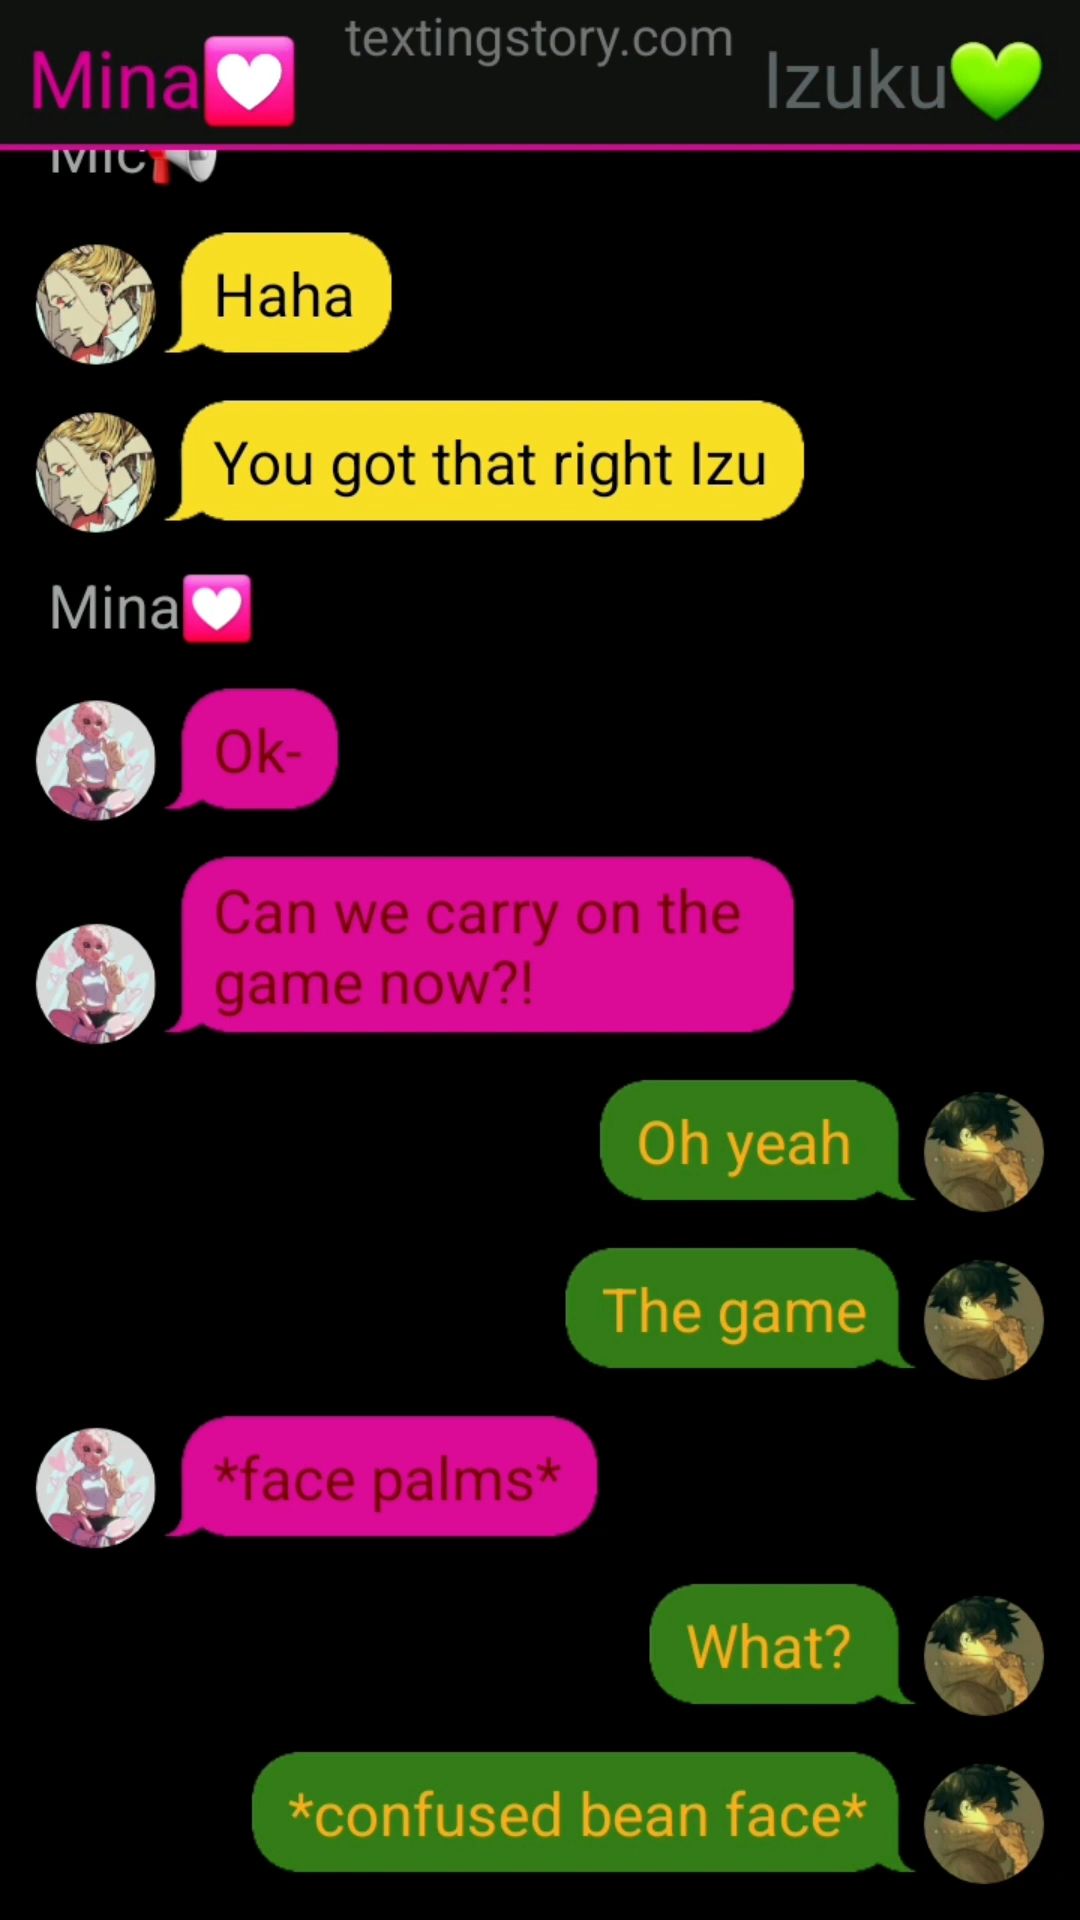 textingstory.com
Mina💟 Izuku💚
Mic📢
Haha
You got that right Izu
Mina💟
Ok-
Can we carry on the
game now?!
Oh yeah
The game
*face palms*
What?
*confused bean face*